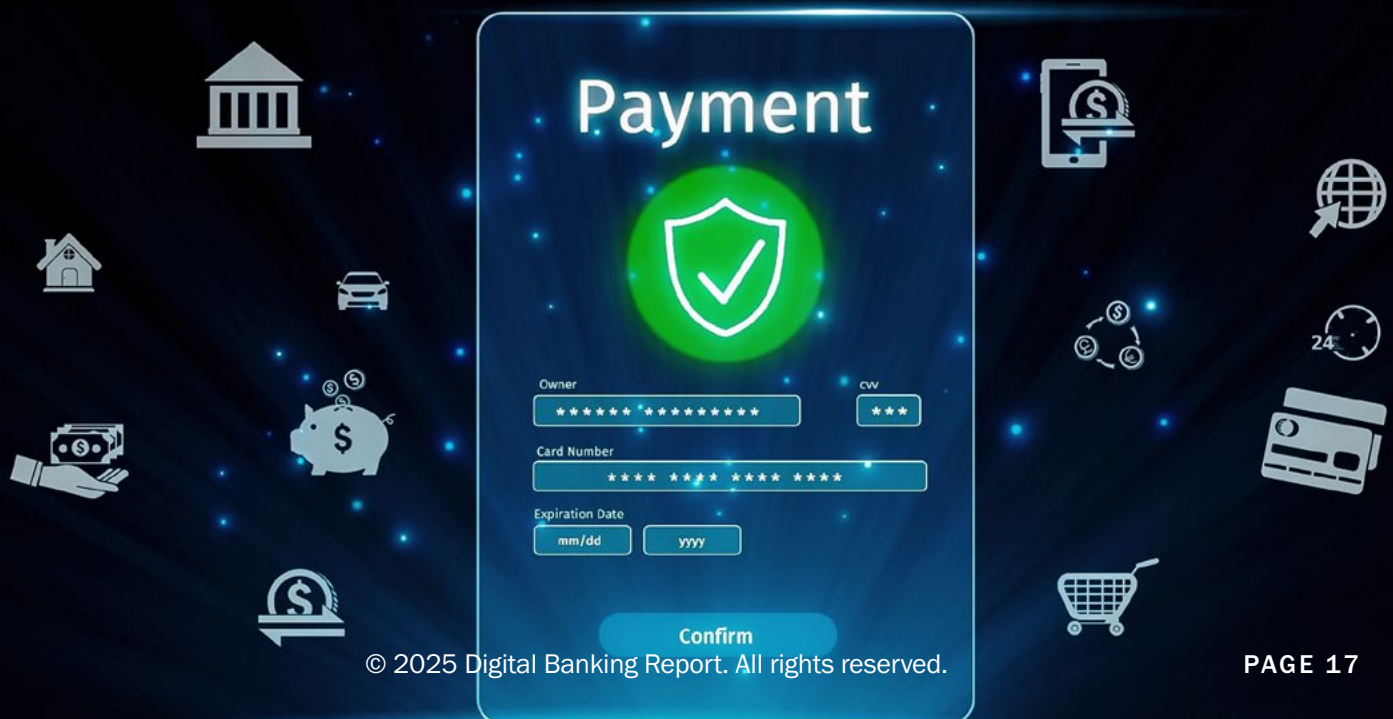 Payment
Owner
****** *********
cvv
***
Card Number
**** **** **** ****
Expiration Date
mm/dd
yyyy
Confirm
© 2025 Digital Banking Report. All rights reserved.
PAGE 17
$
$
$
$
$
$
$
€
24